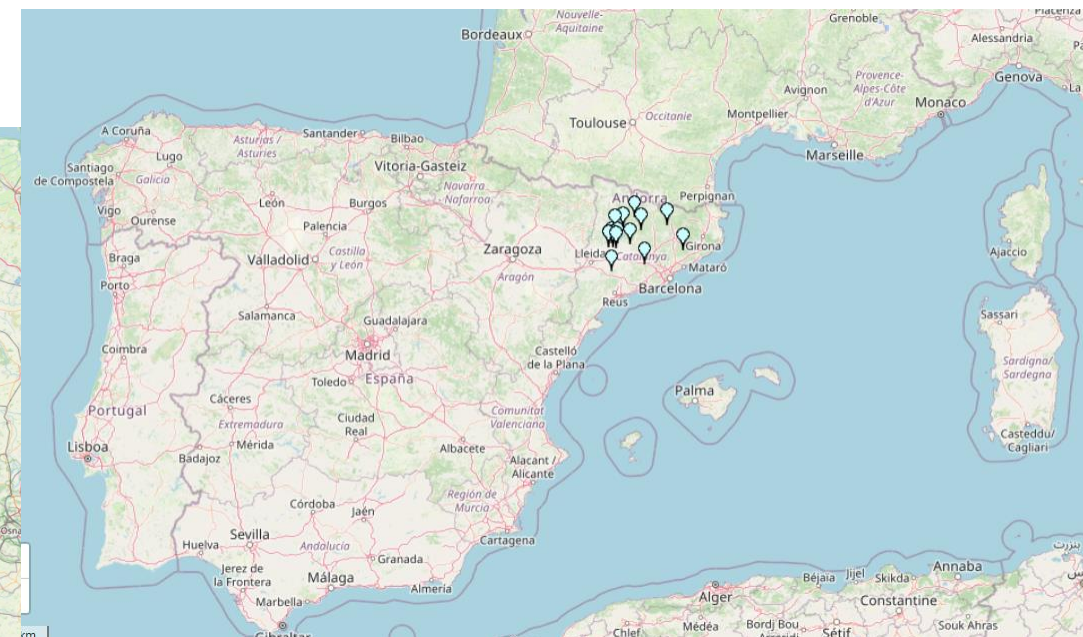 Nouvelle-
Aquitaine
Bordeaux
Grenoble
Piacenza
Alessandria
Genova
Provence-
Alpes-Côte
d'Azur
Avignon
Monaco
Occitanie
Toulouse
Montpellier
Marseille
A Coruña
Asturias /
Asturies
Santander
Bilbao
Lugo
Santiago
de Compostela
Galicia
Vitoria-Gasteiz
Navarra
Nafarroa
Andorra
Perpignan
León
Burgos
Vigo
Ourense
Palencia
Zaragoza
Lleida
Catalunya
Girona
Ajaccio
Braga
Valladolid
Castilla
y León
Aragón
Mataró
Porto
Barcelona
Reus
Salamanca
Guadalajara
Sassari
Coimbra
Madrid
Castelló
de la Plana
Sardigna/
Sardegna
Toledo
España
Palma
Cáceres
Portugal
Extremadura
Ciudad
Real
Comunitat
Valenciana
Casteddu/
Cagliari
Lisboa
Mérida
Albacete
Badajoz
Alacant /
Alicante
Región de
Murcia
Córdoba
Jaén
Osna
Sevilla
Cartagena
Huelva
Andalucía
Granada
بنزرت
Jerez de
la Frontera
Málaga
Almería
Annaba
Béjaïa
Jijel
Skikda
Marbella
Alger
Constantine
Gibraltar
Chlef
Médéa
Bordj Bou
Arreridj
Sétif
Souk Ahras
km